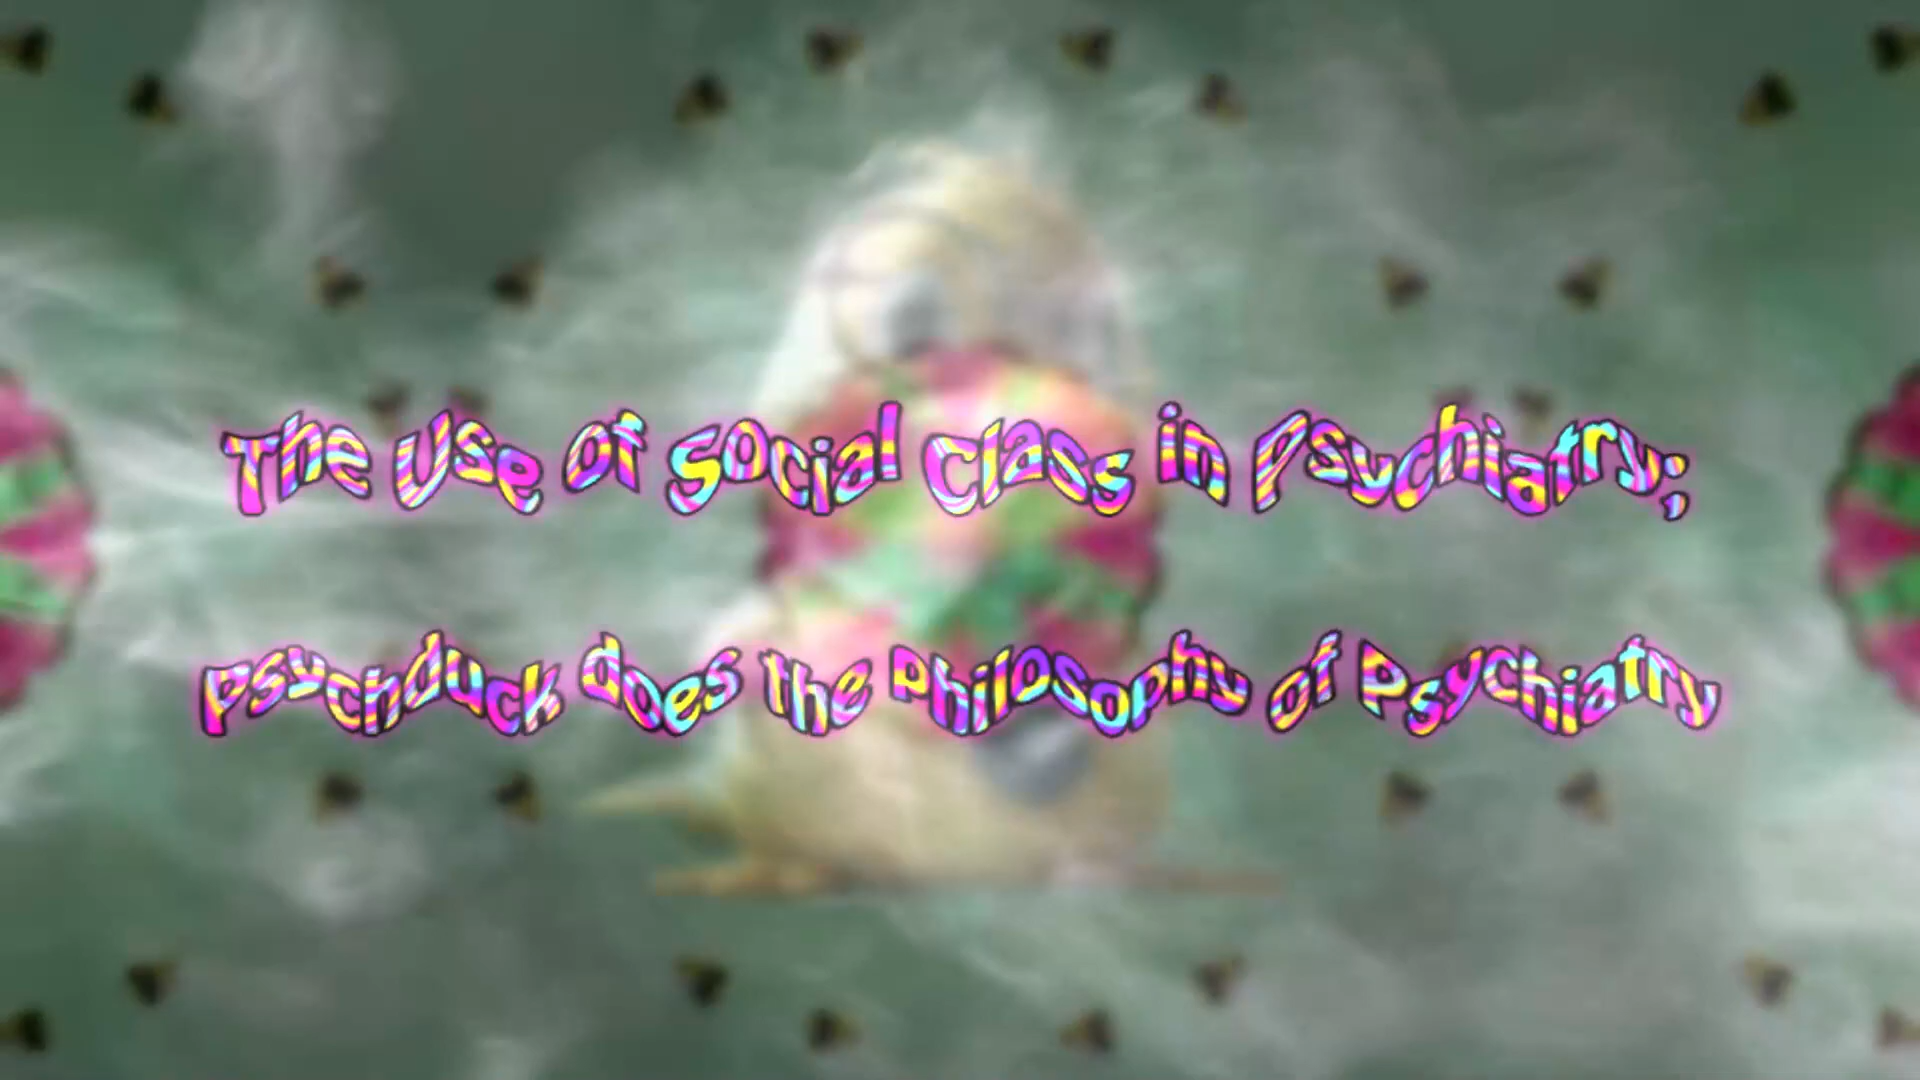 The Use of Social Class in Psychiatry;
Psychduck does the Philosophy of Psychiatry